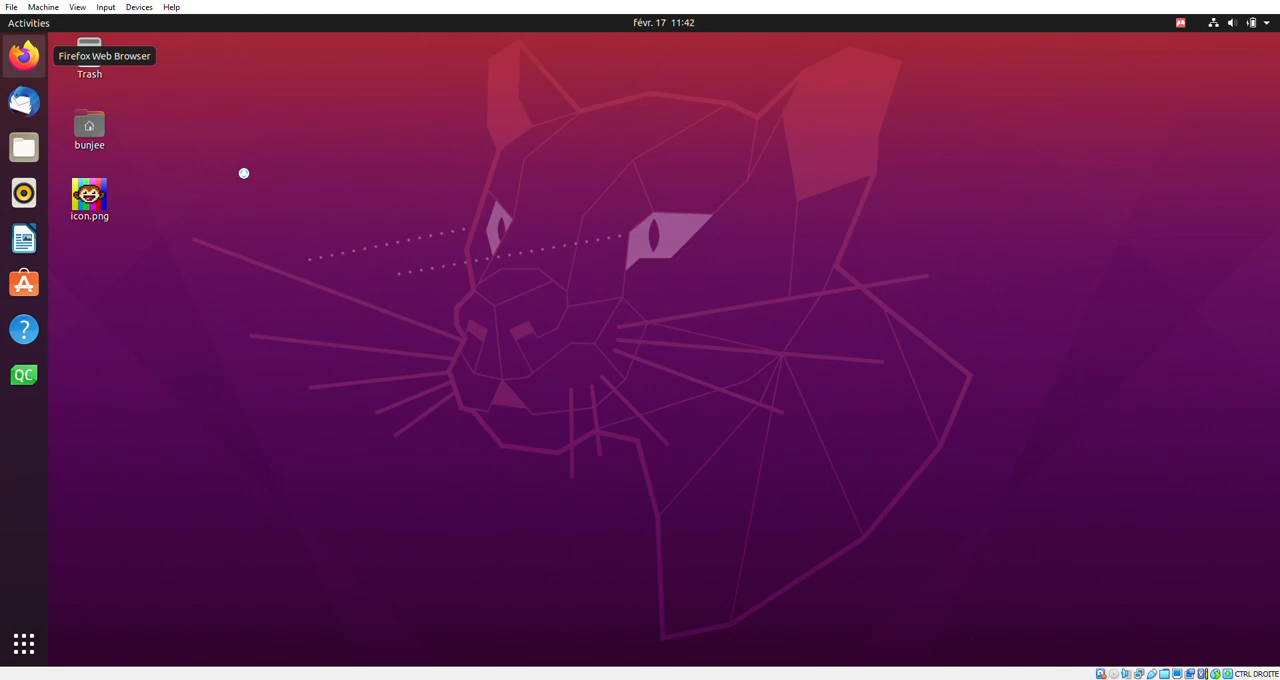 File Machine View Input Devices Help
Activities févr. 17 11:42
Firefox Web Browser
Trash
bunjee
icon.png
?
QC
CTRL DROITE